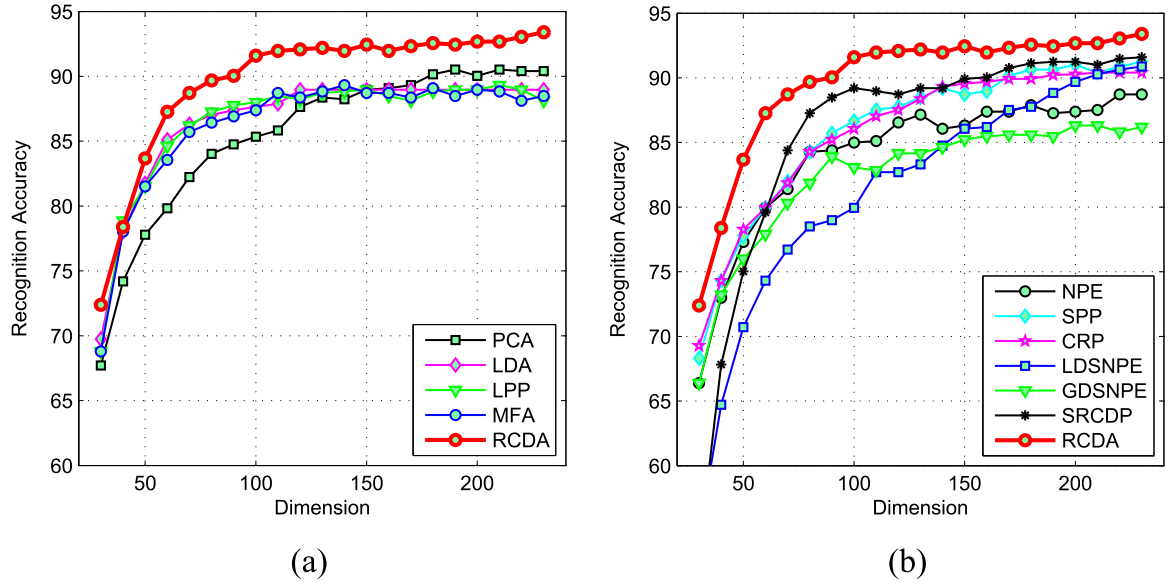 95
90
85
80
75
70
65
60
50
100
150
200
Recognition Accuracy
Dimension
PCA
LDA
LPP
MFA
RCDA
(a)
95
90
85
80
75
70
65
60
50
100
150
200
Recognition Accuracy
Dimension
NPE
SPP
CRP
LDSNPE
GDSNPE
SRCDP
RCDA
(b)